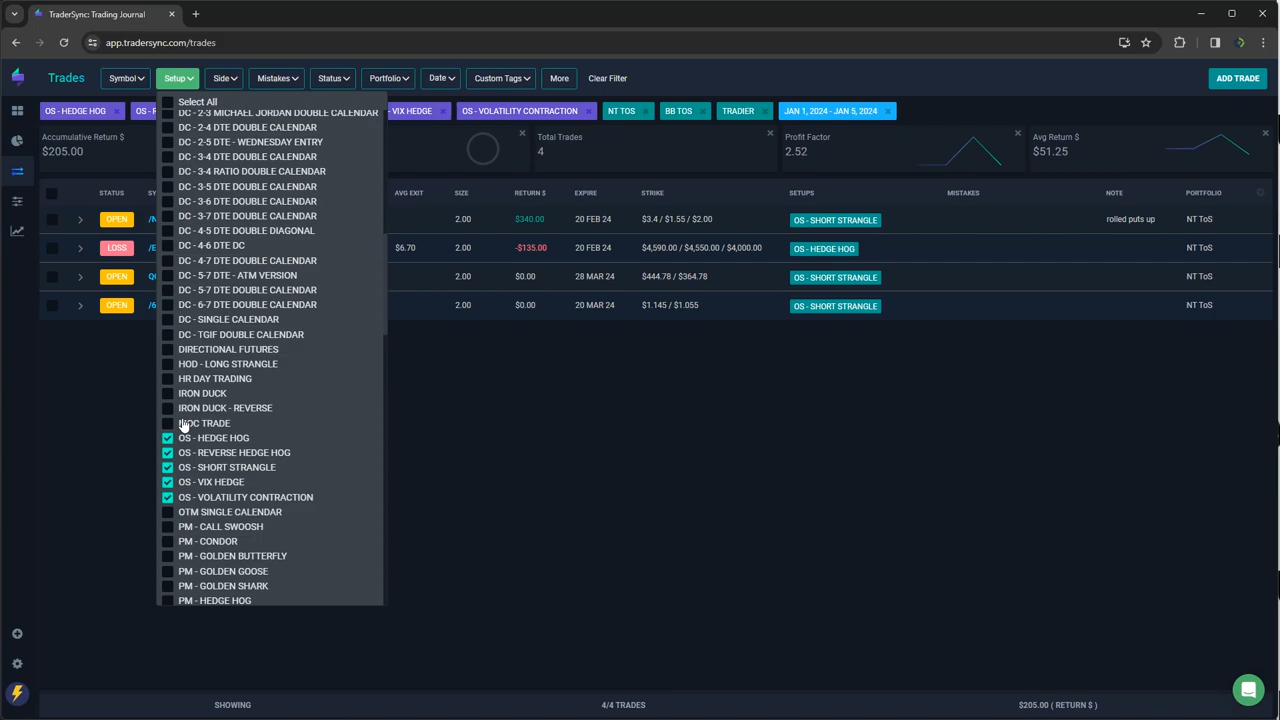 TraderSync: Trading Journal
app.tradersync.com/trades
Trades
Symbol
Setup
Side
Mistakes
Status
Portfolio
Date
Custom Tags
More
Clear Filter
ADD TRADE
OS - HEDGE HOG
VIX HEDGE
OS - VOLATILITY CONTRACTION
NT TOS
BB TOS
TRADIER
JAN 1, 2024 - JAN 5, 2024
Accumulative Return $
$205.00
Total Trades
4
Profit Factor
2.52
Avg Return $
$51.25
STATUS
AVG EXIT
SIZE
RETURN $
EXPIRE
STRIKE
SETUPS
MISTAKES
NOTE
PORTFOLIO
OPEN
2.00
$340.00
20 FEB 24
$3.4 / $1.55 / $2.00
OS - SHORT STRANGLE
rolled puts up
NT ToS
LOSS
$6.70
2.00
-$135.00
20 FEB 24
$4,590.00 / $4,550.00 / $4,000.00
OS - HEDGE HOG
NT ToS
OPEN
2.00
$0.00
28 MAR 24
$444.78 / $364.78
OS - SHORT STRANGLE
NT ToS
OPEN
2.00
$0.00
20 MAR 24
$1.145 / $1.055
OS - SHORT STRANGLE
NT ToS
Select All
DC - 2-3 MICHAEL JORDAN DOUBLE CALENDAR
DC - 2-4 DTE DOUBLE CALENDAR
DC - 2-5 DTE - WEDNESDAY ENTRY
DC - 3-4 DTE DOUBLE CALENDAR
DC - 3-4 RATIO DOUBLE CALENDAR
DC - 3-5 DTE DOUBLE CALENDAR
DC - 3-6 DTE DOUBLE CALENDAR
DC - 3-7 DTE DOUBLE CALENDAR
DC - 4-5 DTE DOUBLE DIAGONAL
DC - 4-6 DTE DC
DC - 4-7 DTE DOUBLE CALENDAR
DC - 5-7 DTE - ATM VERSION
DC - 5-7 DTE DOUBLE CALENDAR
DC - 6-7 DTE DOUBLE CALENDAR
DC - SINGLE CALENDAR
DC - TGIF DOUBLE CALENDAR
DIRECTIONAL FUTURES
HOD - LONG STRANGLE
HR DAY TRADING
IRON DUCK
IRON DUCK - REVERSE
TRADE
OS - HEDGE HOG
OS - REVERSE HEDGE HOG
OS - SHORT STRANGLE
OS - VIX HEDGE
OS - VOLATILITY CONTRACTION
OTM SINGLE CALENDAR
PM - CALL SWOOSH
PM - CONDOR
PM - GOLDEN BUTTERFLY
PM - GOLDEN GOOSE
PM - GOLDEN SHARK
PM - HEDGE HOG
SHOWING
4/4 TRADES
$205.00 ( RETURN $ )